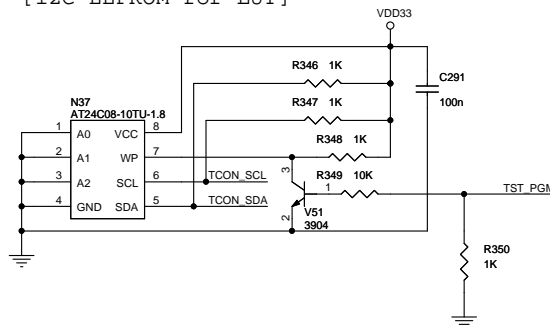 [I2C EEPROM FOR LUT]
VDD33
R346 1K
C291
R347 1K
100n
N37
AT24C08-10TU-1.8
R348 1K
1 A0 VCC 8
2 A1 WP 7
3 A2 SCL 6 TCON_SCL
4 GND SDA 5 TCON_SDA
3
R349 10K
1
TST_PGM
V51
2
3904
R350
1K